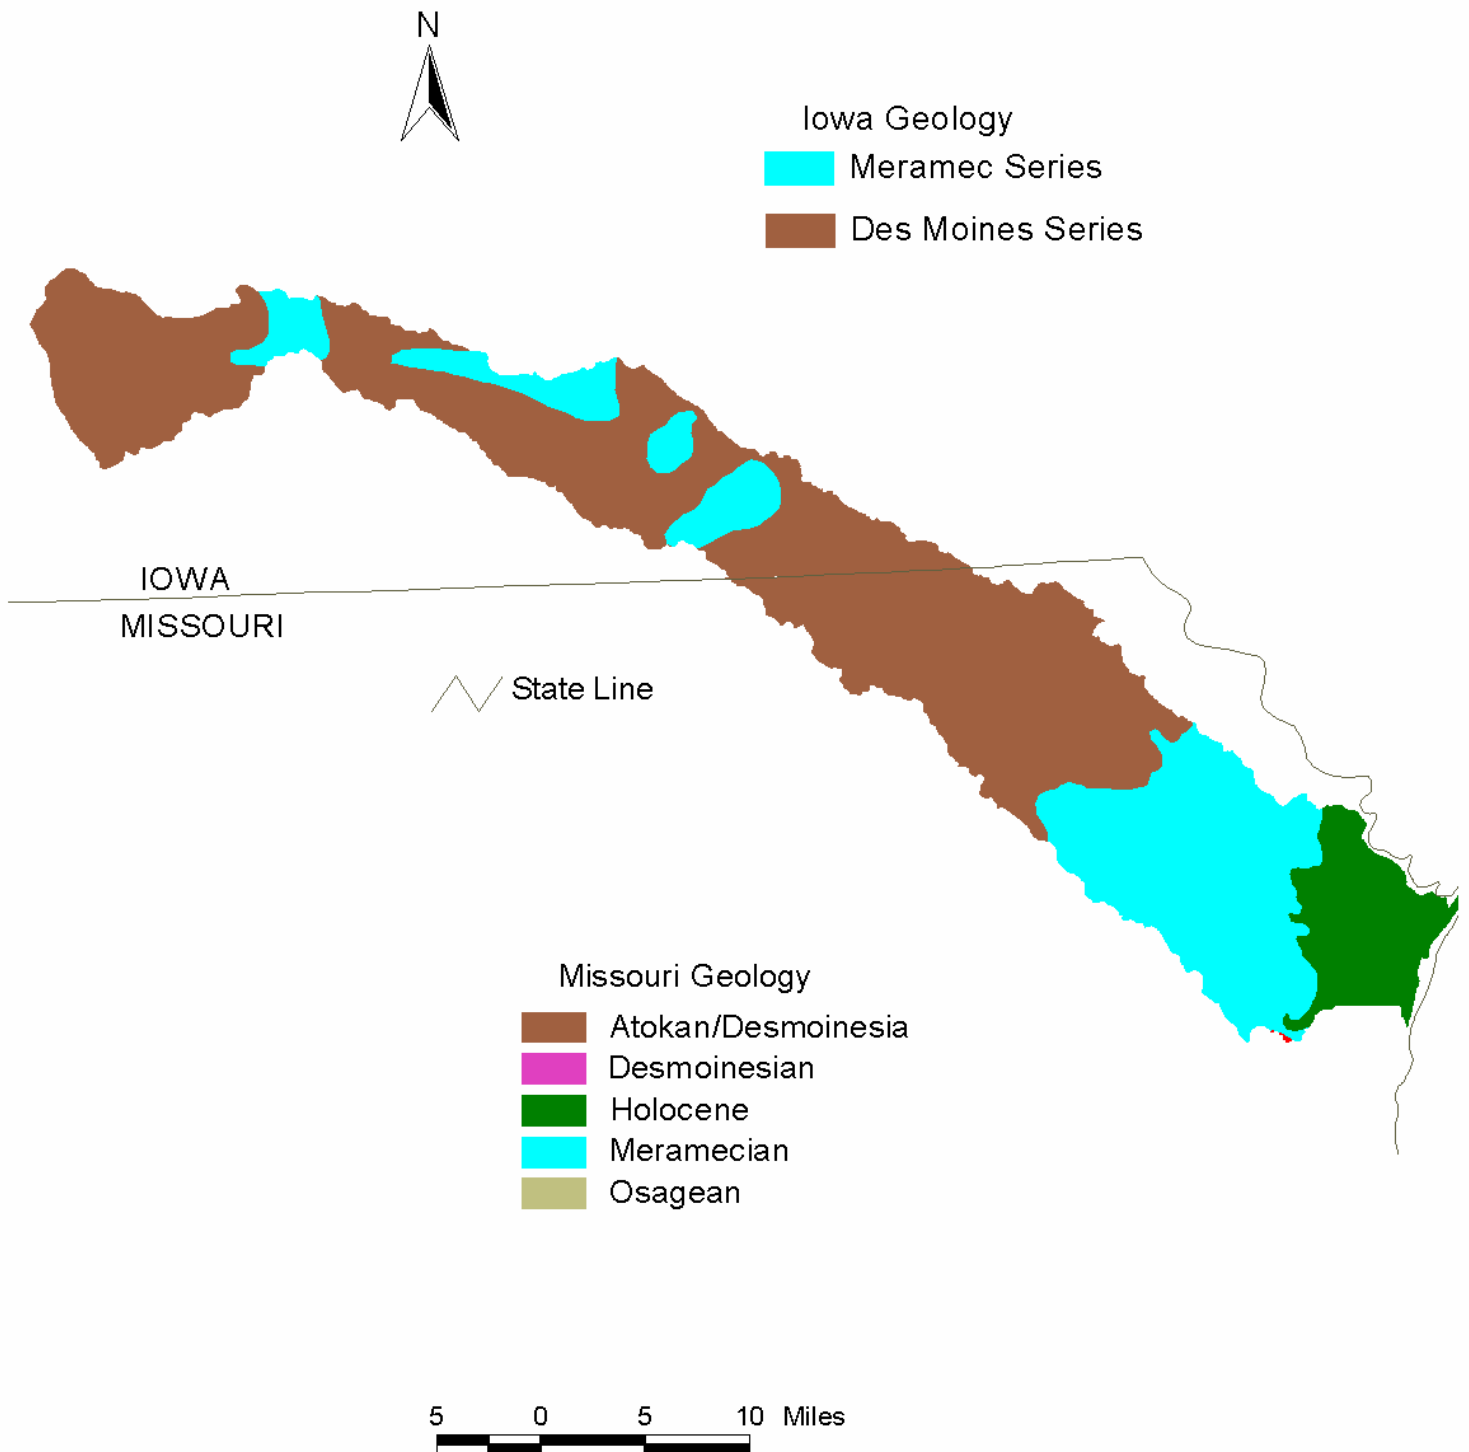 N
Iowa Geology
Meramec Series
Des Moines Series
IOWA
MISSOURI
State Line
Missouri Geology
Atokan/Desmoinesia
Desmoinesian
Holocene
Meramecian
Osagean
5 0 5 10 Miles